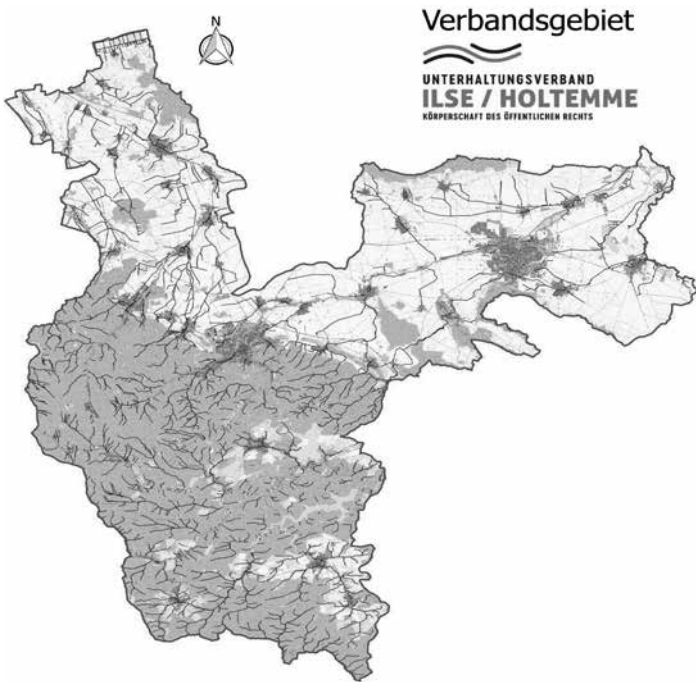 N
Verbandsgebiet
UNTERHALTUNGSVERBAND
ILSE / HOLTEMME
KÖRPERSCHAFT DES ÖFFENTLICHEN RECHTS